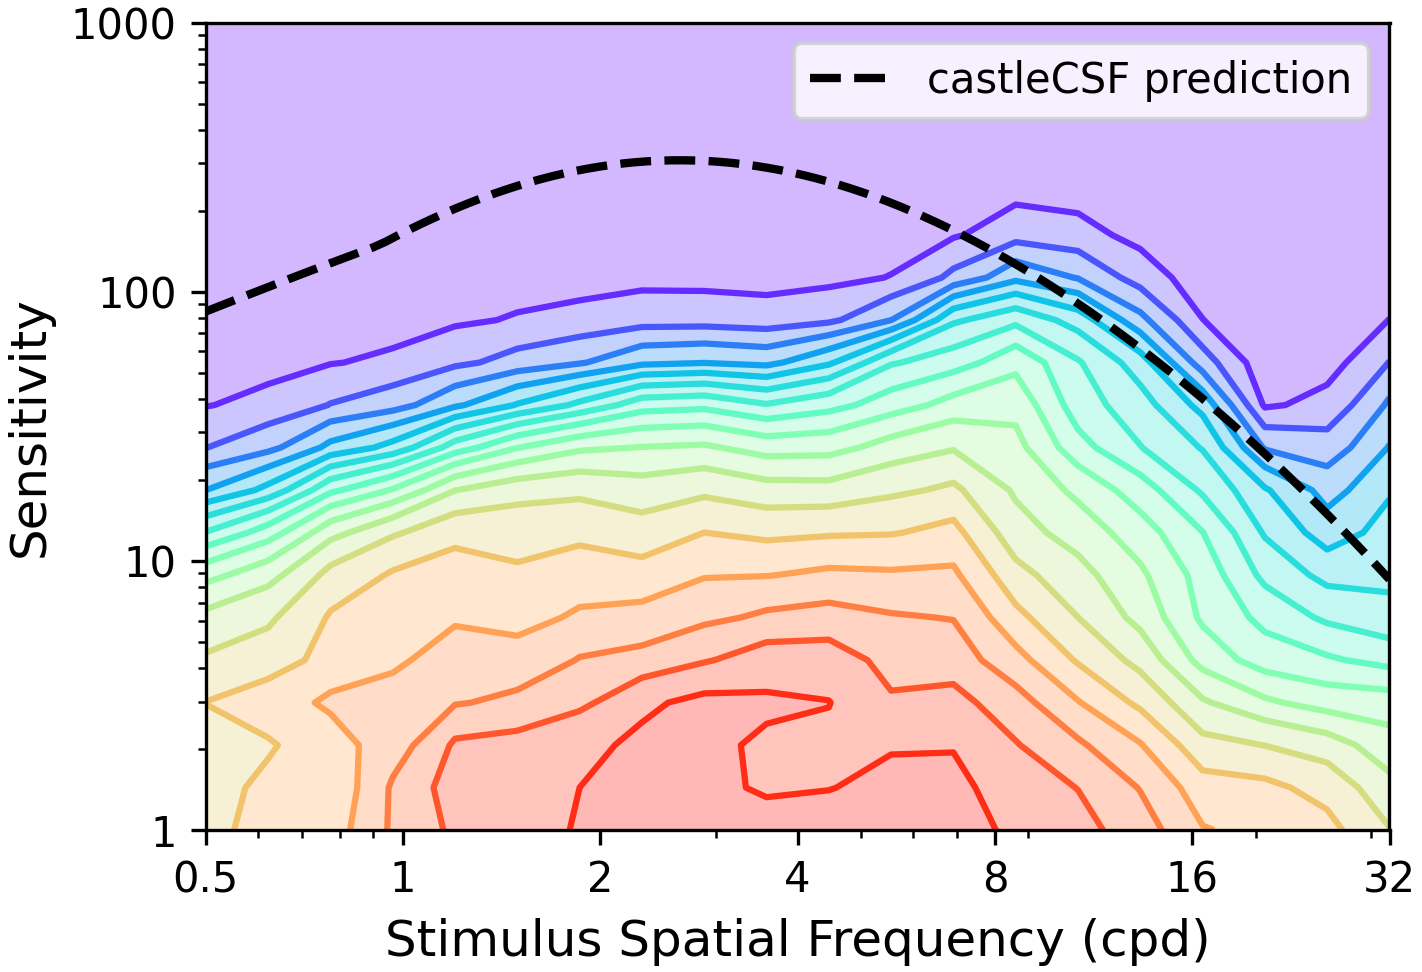 1000
castleCSF prediction
100
Sensitivity
10
1
0.5 1 2 4 8 16 32
Stimulus Spatial Frequency (cpd)